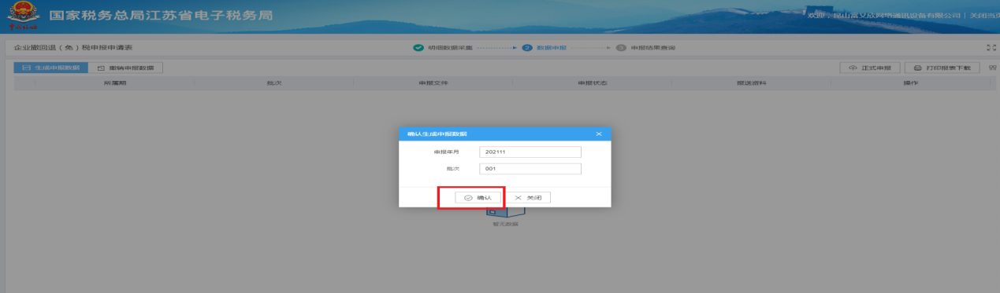 国家税务总局江苏省电子税务局
欢迎，昆山富文欣网络通讯设备有限公司 | 关闭当页
企业撤回退（免）税申报申请表
明细数据采集 2 数据申报 3 申报结果查询
生成申报数据 撤销申报数据 正式申报 打印报表下载
所属期 批次 申报文件 申报状态 报送资料 操作
确认生成申报数据
申报年月 202111
批次 001
确认 关闭
暂无数据